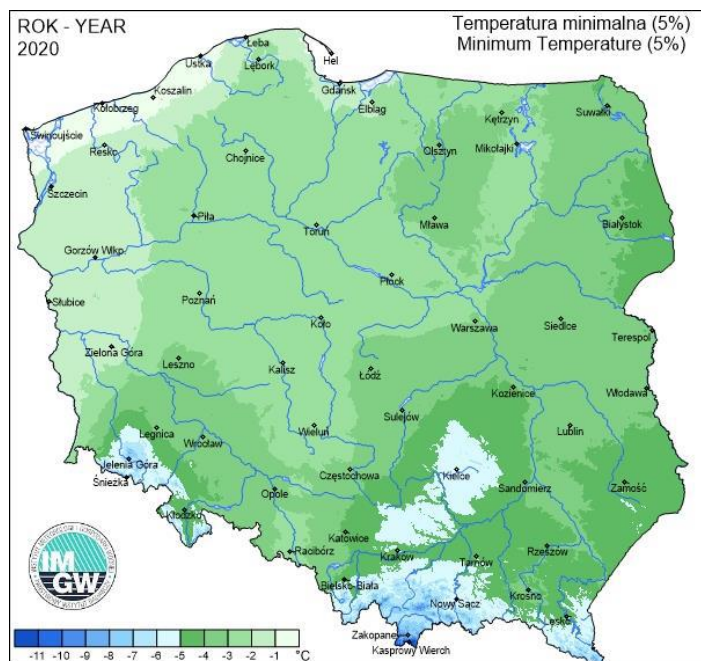 ROK - YEAR
2020
Temperatura minimalna (5%)
Minimum Temperature (5%)
Łeba
Ustka
Lębork
Hel
Gdańsk
Koszalin
Kołobrzeg
Elbląg
Kętrzyn
Suwałki
Świnoujście
Resko
Chojnice
Olsztyn
Mikołajki
Szczecin
Piła
Mława
Białystok
Toruń
Gorzów Wlkp.
Płock
Słubice
Poznań
Koło
Warszawa
Siedlce
Terespol
Zielona Góra
Leszno
Kalisz
Łódź
Kozienice
Włodawa
Sulejów
Legnica
Wrocław
Wieluń
Lublin
Jelenia Góra
Śnieżka
Częstochowa
Kielce
Opole
Sandomierz
Zamość
Kłodzko
Katowice
Racibórz
Kraków
Tarnów
Rzeszów
Bielsko-Biała
Nowy Sącz
Krosno
Lesko
Zakopane
Kasprowy Wierch
IM
GW
-11 -10 -9 -8 -7 -6 -5 -4 -3 -2 -1 °C